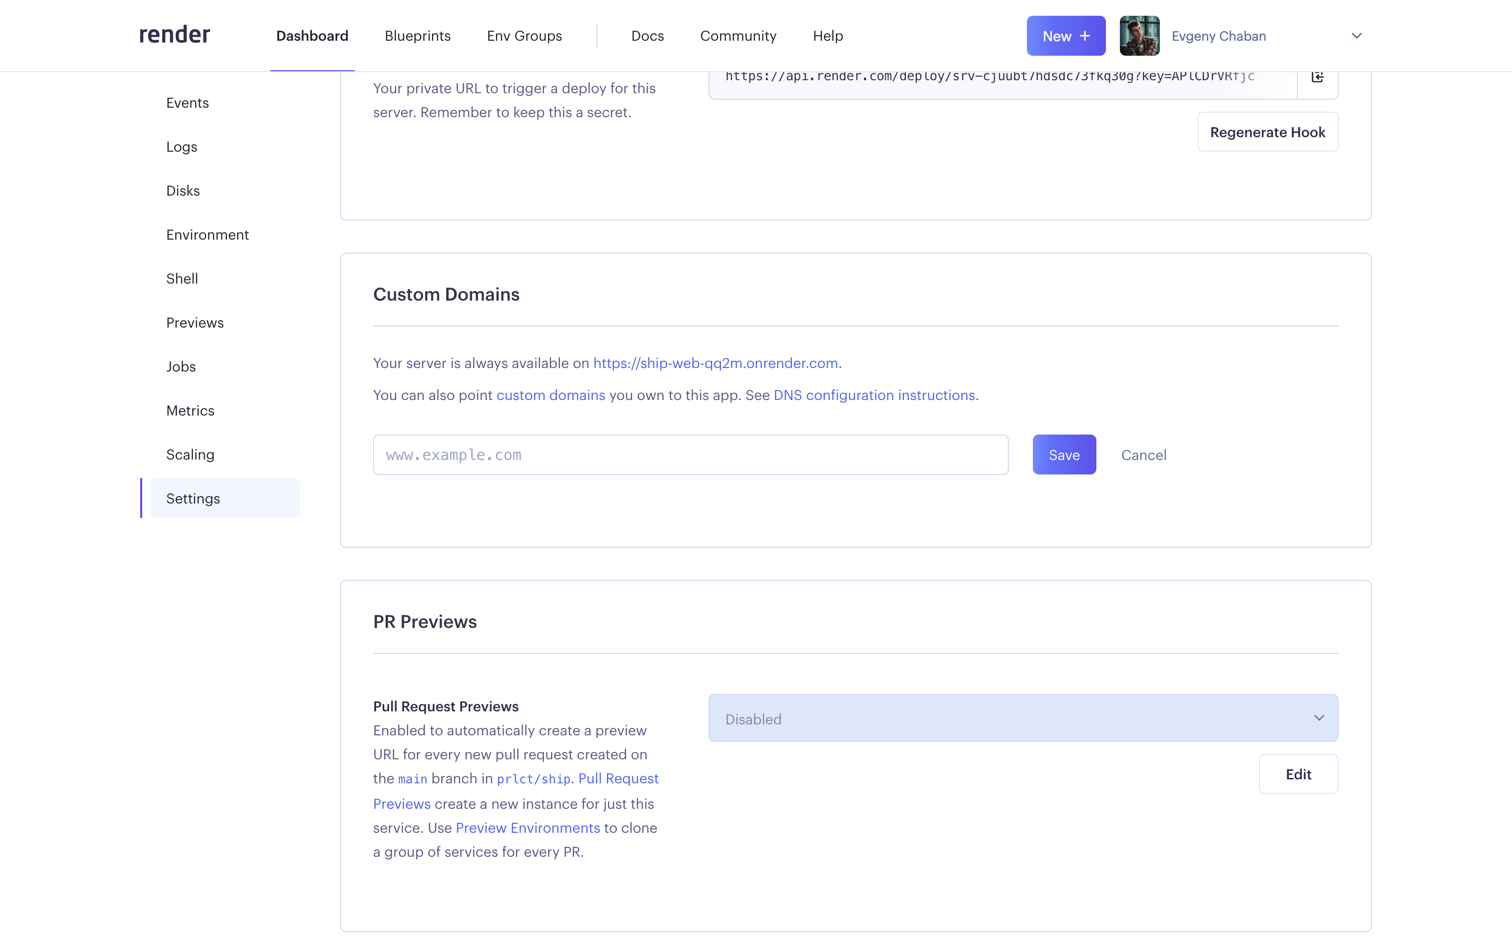 render
Dashboard
Blueprints
Env Groups
Docs
Community
Help
New +
Evgeny Chaban
Events
Logs
Disks
Environment
Shell
Previews
Jobs
Metrics
Scaling
Settings
Your private URL to trigger a deploy for this
server. Remember to keep this a secret.
https://api.render.com/deploy/srv-cjuubt7hdsdc73fkq30g?key=APlCDrVRfjc
Regenerate Hook
Custom Domains
Your server is always available on https://ship-web-qq2m.onrender.com.
You can also point custom domains you own to this app. See DNS configuration instructions.
www.example.com
Save
Cancel
PR Previews
Pull Request Previews
Enabled to automatically create a preview
URL for every new pull request created on
the main branch in prlct/ship. Pull Request
Previews create a new instance for just this
service. Use Preview Environments to clone
a group of services for every PR.
Disabled
Edit